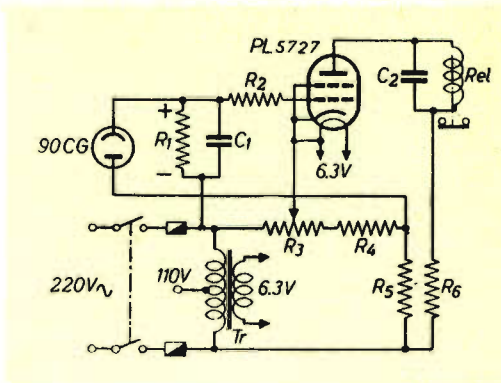 PL5727
C2
Rel
R2
+
R1
C1
90CG
−
6.3V
R3
R4
110V
6.3V
220V~
R5
R6
Tr